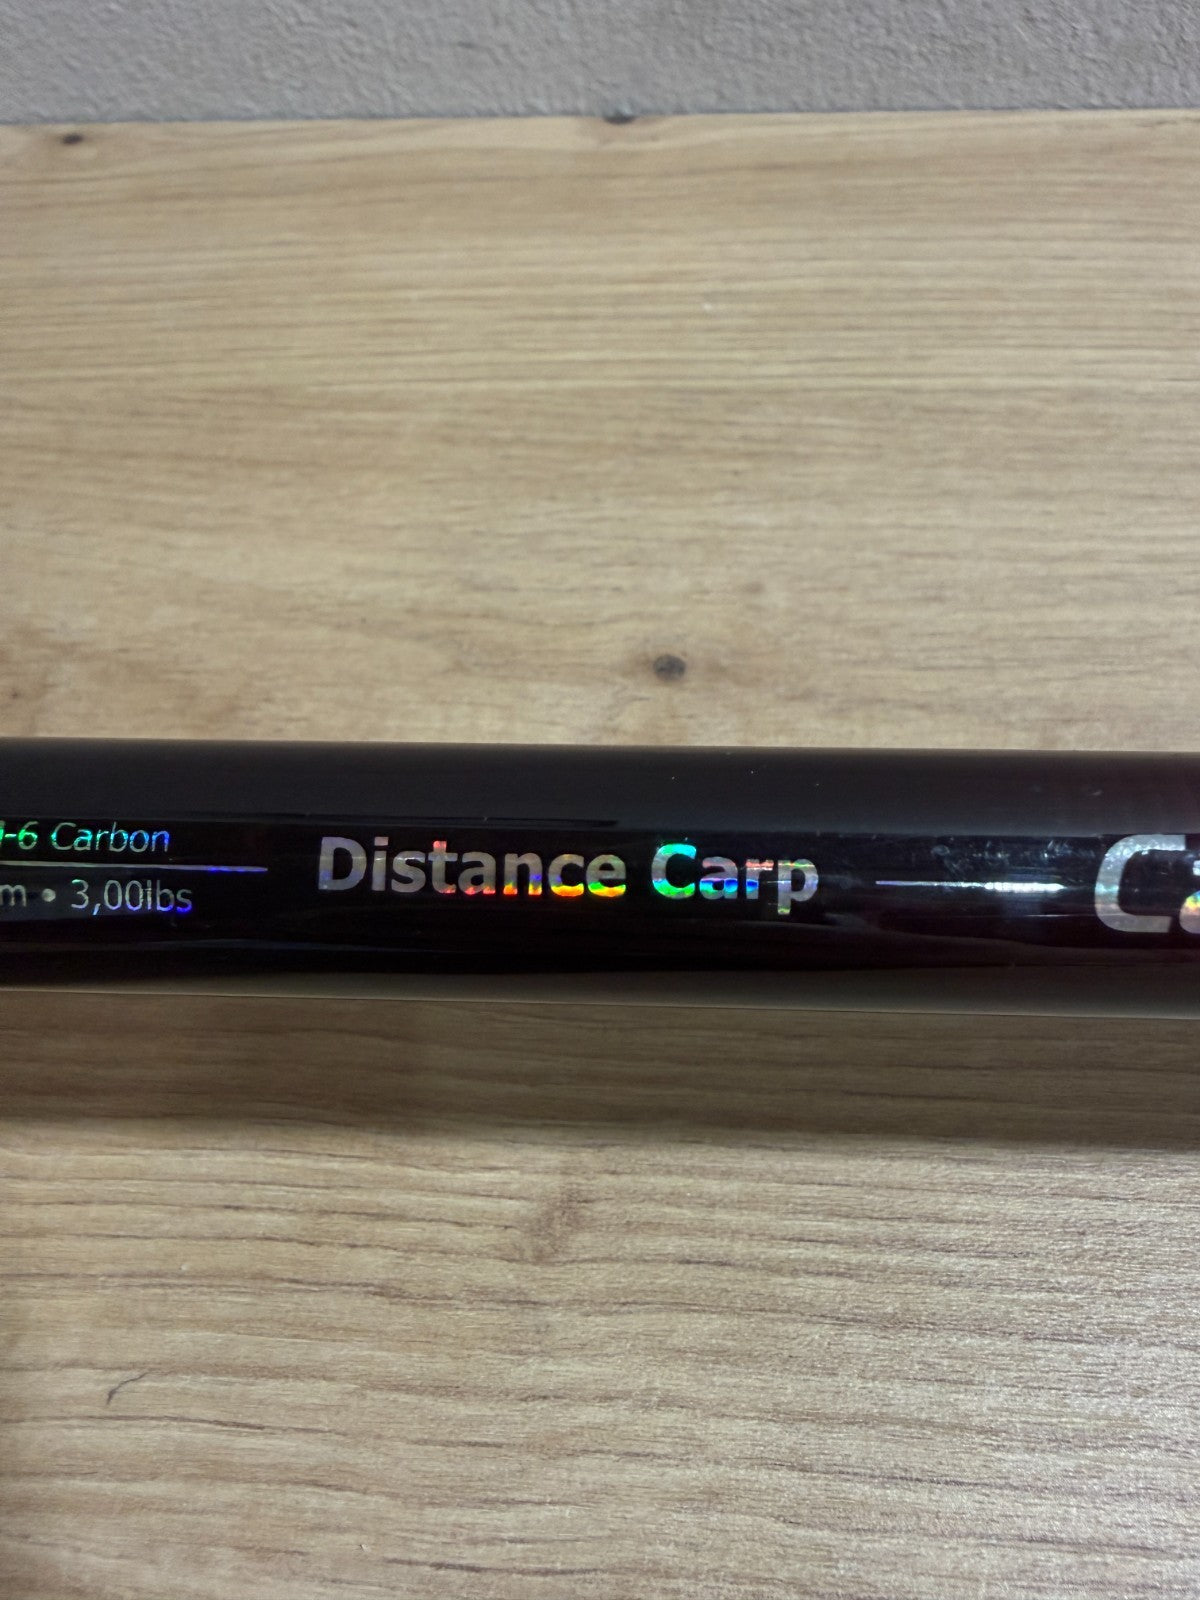 -6 Carbon
m • 3,00lbs
Distance Carp